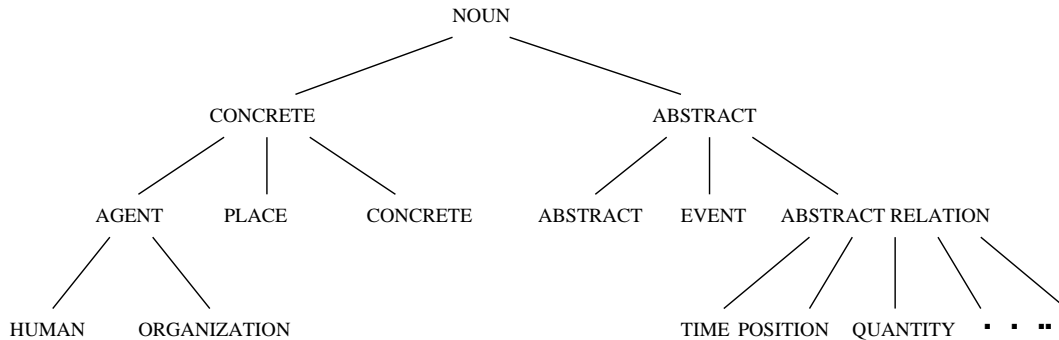 NOUN
CONCRETE ABSTRACT
AGENT PLACE CONCRETE ABSTRACT EVENT ABSTRACT RELATION
HUMAN ORGANIZATION TIME POSITION QUANTITY . . ..